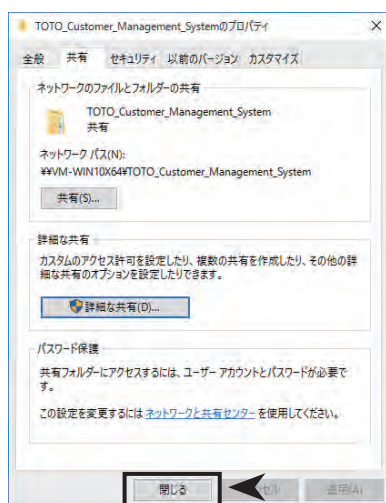 TOTO_Customer_Management_Systemのプロパティ
全般 共有 セキュリティ 以前のバージョン カスタマイズ
ネットワークのファイルとフォルダーの共有
TOTO_Customer_Management_System
共有
ネットワーク パス(N):
¥¥VM-WIN10X64¥TOTO_Customer_Management_System
共有(S)...
詳細な共有
カスタムのアクセス許可を設定したり、複数の共有を作成したり、その他の詳
細な共有のオプションを設定したりできます。
詳細な共有(D)...
パスワード保護
共有フォルダーにアクセスするには、ユーザー アカウントとパスワードが必要で
す。
この設定を変更するには ネットワークと共有センター を使用してください。
閉じる 適用(A)